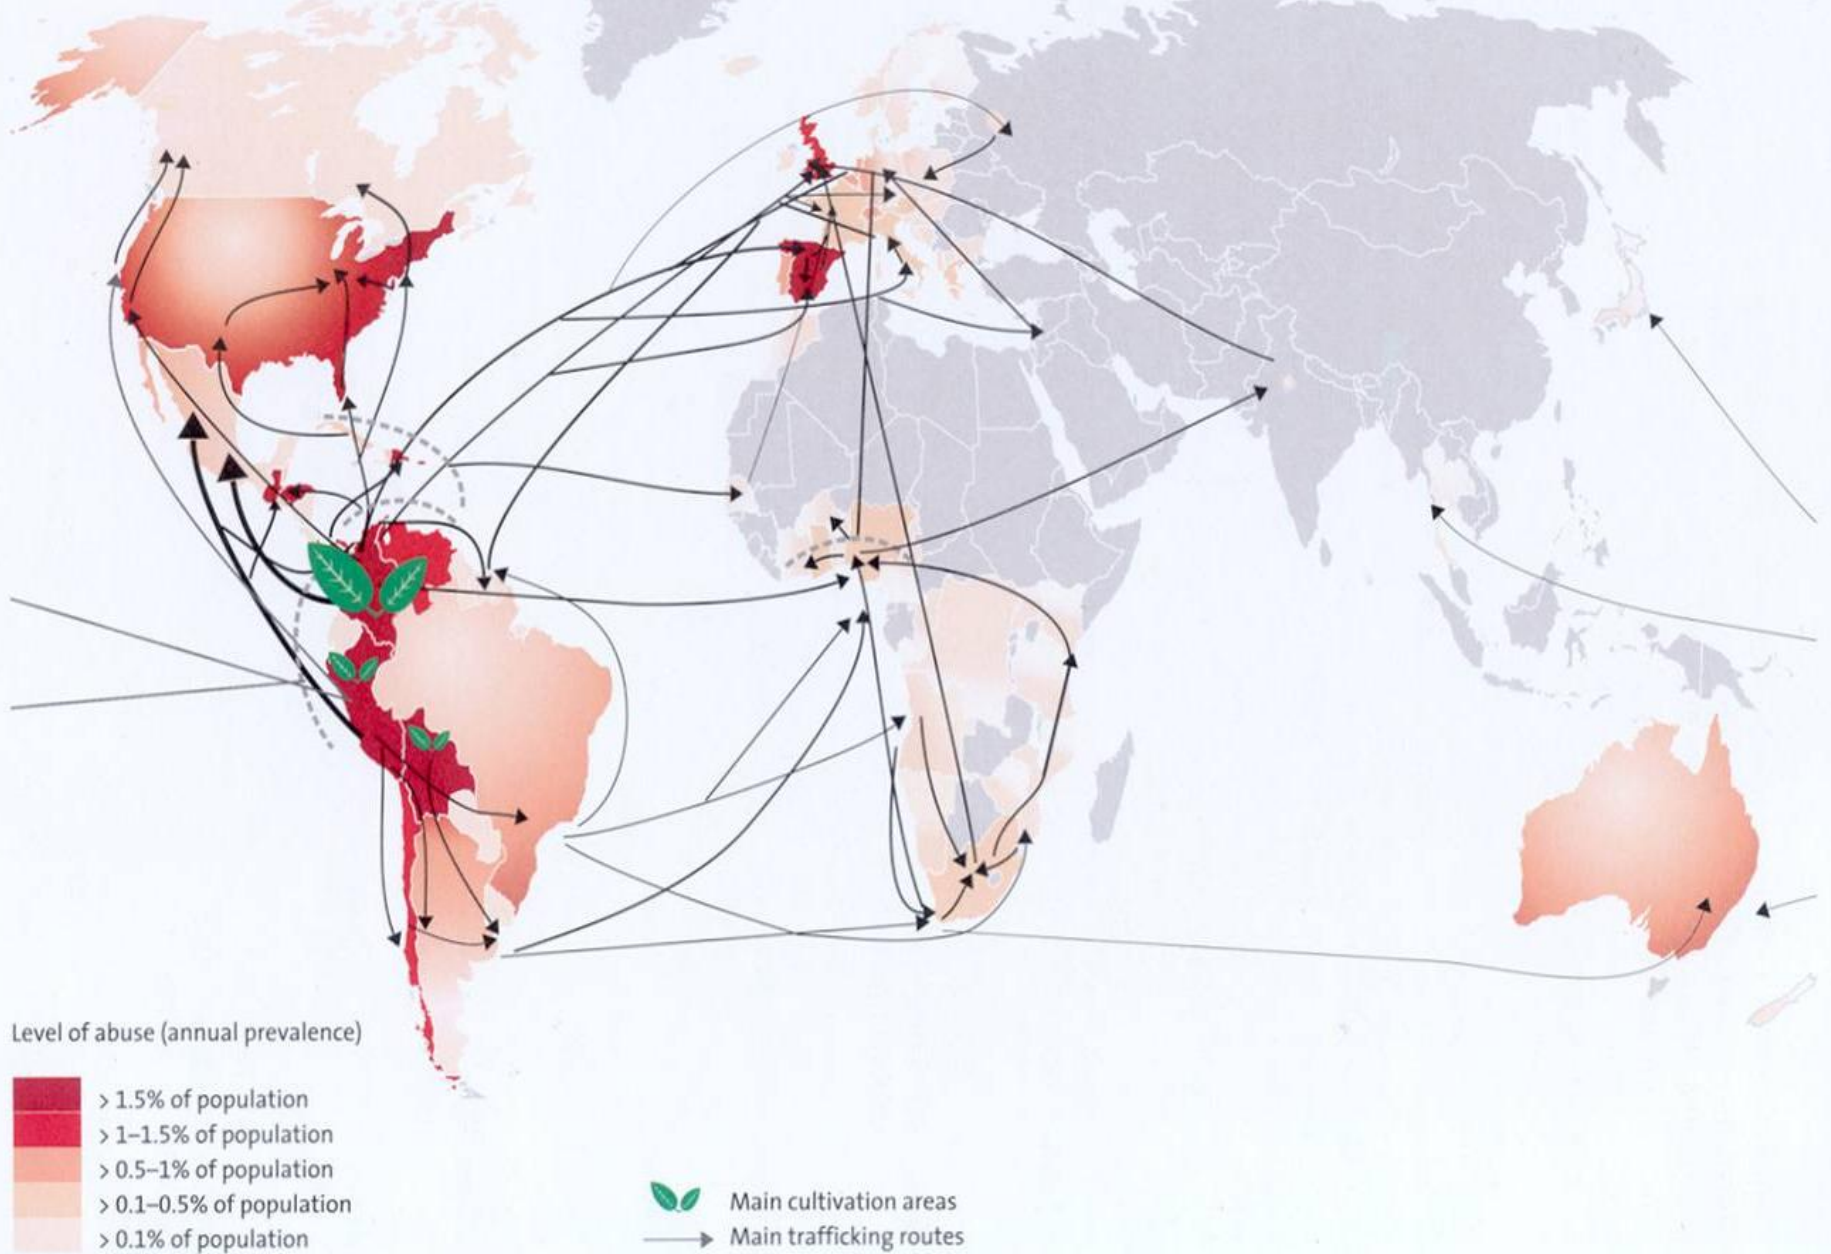 Level of abuse (annual prevalence)
> 1.5% of population
> 1–1.5% of population
> 0.5–1% of population
> 0.1–0.5% of population
> 0.1% of population
Main cultivation areas
Main trafficking routes